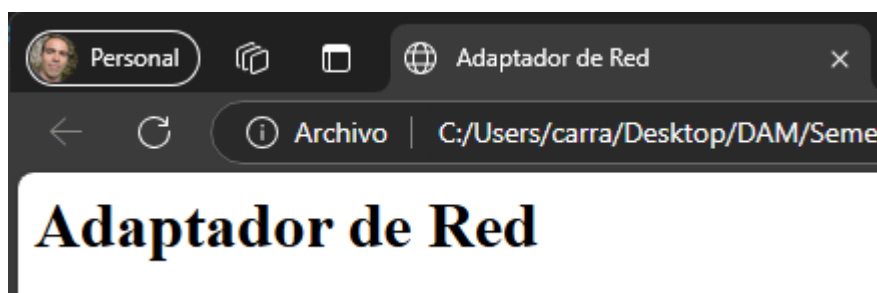 Personal Adaptador de Red
Archivo C:/Users/carra/Desktop/DAM/Seme
Adaptador de Red